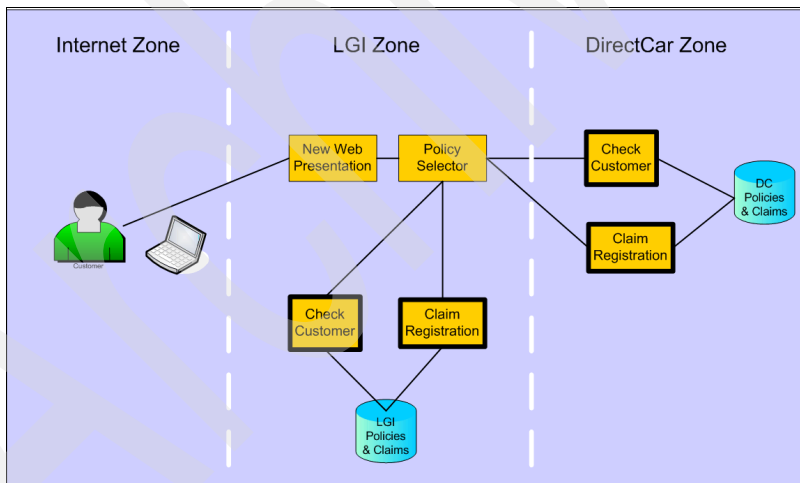 Internet Zone
LGI Zone
DirectCar Zone
New Web
Presentation
Policy
Selector
Check
Customer
DC
Policies
& Claims
Claim
Registration
Customer
Check
Customer
Claim
Registration
LGI
Policies
& Claims